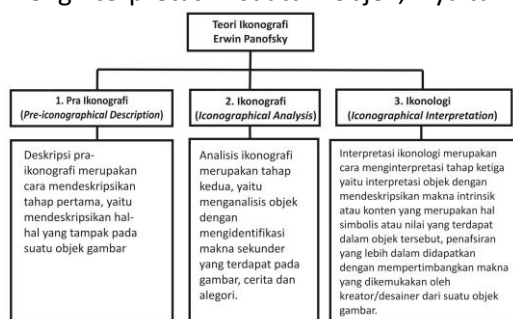 Teori Ikonografi
Erwin Panofsky
1. Pra Ikonografi
(Pre-iconographical Description)
2. Ikonografi
(Iconographical Analysis)
3. Ikonologi
(Iconographical Interpretation)
Deskripsi pra-
ikonografi merupakan
cara mendeskripsikan
tahap pertama, yaitu
mendeskripsikan hal-
hal yang tampak pada
suatu objek gambar
Analisis ikonografi
merupakan tahap
kedua, yaitu
menganalisis objek
dengan
mengidentifikasi
makna sekunder
yang terdapat pada
gambar, cerita dan
alegori.
Interpretasi ikonologi merupakan
cara menginterpretasi tahap ketiga
yaitu interpretasi objek dengan
mendeskripsikan makna intrinsik
atau konten yang merupakan hal
simbolis atau nilai yang terdapat
dalam objek tersebut, penafsiran
yang lebih dalam didapatkan
dengan mempertimbangkan makna
yang dikemukakan oleh
kreator/desainer dari suatu objek
gambar.